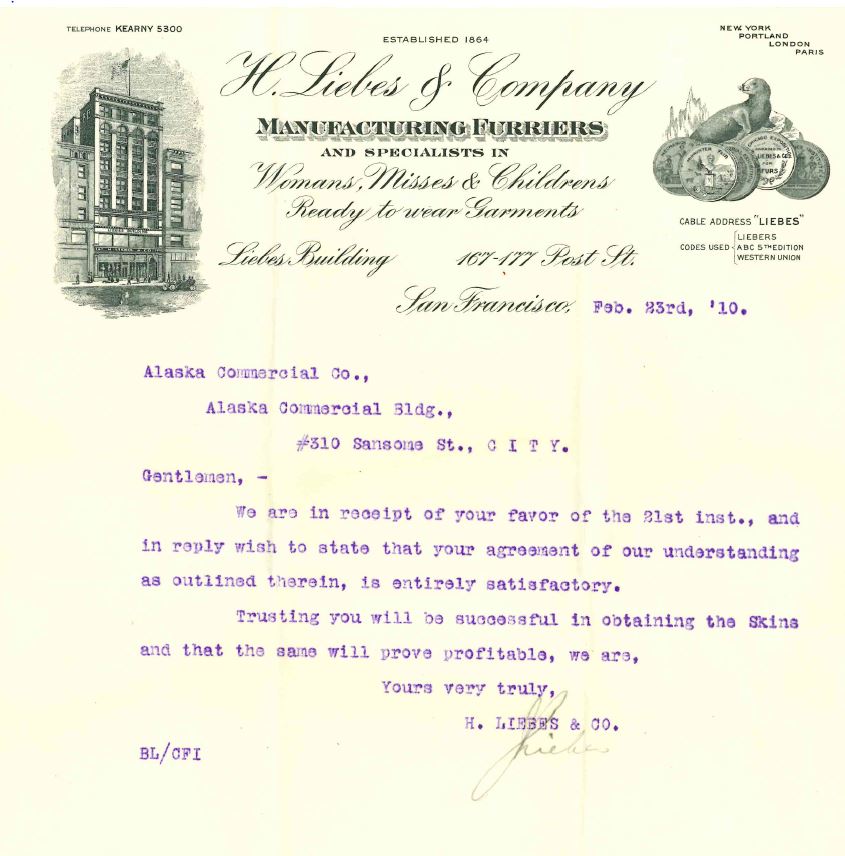 TELEPHONE KEARNY 5300
ESTABLISHED 1864
NEW YORK
PORTLAND
LONDON
PARIS
H. Liebes & Company
MANUFACTURING FURRIERS
AND SPECIALISTS IN
Womans, Misses & Childrens
Ready to wear Garments
Liebes Building 167-177 Post St.
San Francisco, Feb. 23rd, '10.
CABLE ADDRESS "LIEBES"
CODES USED
LIEBERS
ABC 5TH EDITION
WESTERN UNION
Alaska Commercial Co.,
Alaska Commercial Bldg.,
#310 Sansome St., C I T Y.
Gentlemen, -
We are in receipt of your favor of the 21st inst., and
in reply wish to state that your agreement of our understanding
as outlined therein, is entirely satisfactory.
Trusting you will be successful in obtaining the Skins
and that the same will prove profitable, we are,
Yours very truly,
H. LIEBES & CO.
Liebes
BL/CFI